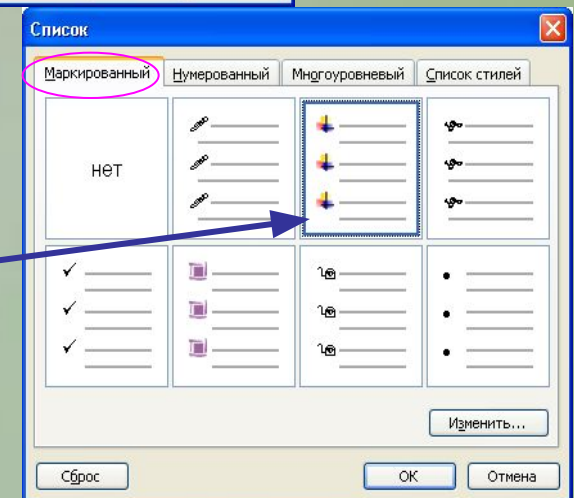 Список
Маркированный Нумерованный Многоуровневый Список стилей
нет
Изменить...
Сброс ОК Отмена